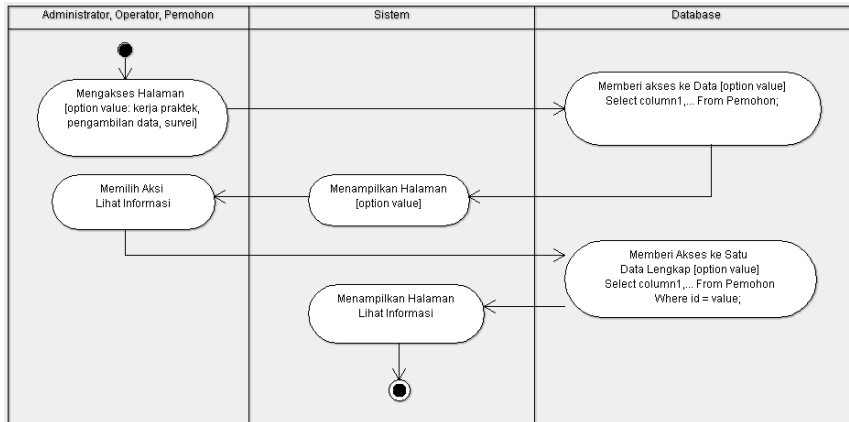 Administrator, Operator, Pemohon
Sistem
Database
Mengakses Halaman
[option value: kerja praktek,
pengambilan data, survei]
Memberi akses ke Data [option value]
Select column1,... From Pemohon;
Memilih Aksi
Lihat Informasi
Menampilkan Halaman
[option value]
Memberi Akses ke Satu
Data Lengkap [option value]
Select column1,... From Pemohon
Where id = value;
Menampilkan Halaman
Lihat Informasi